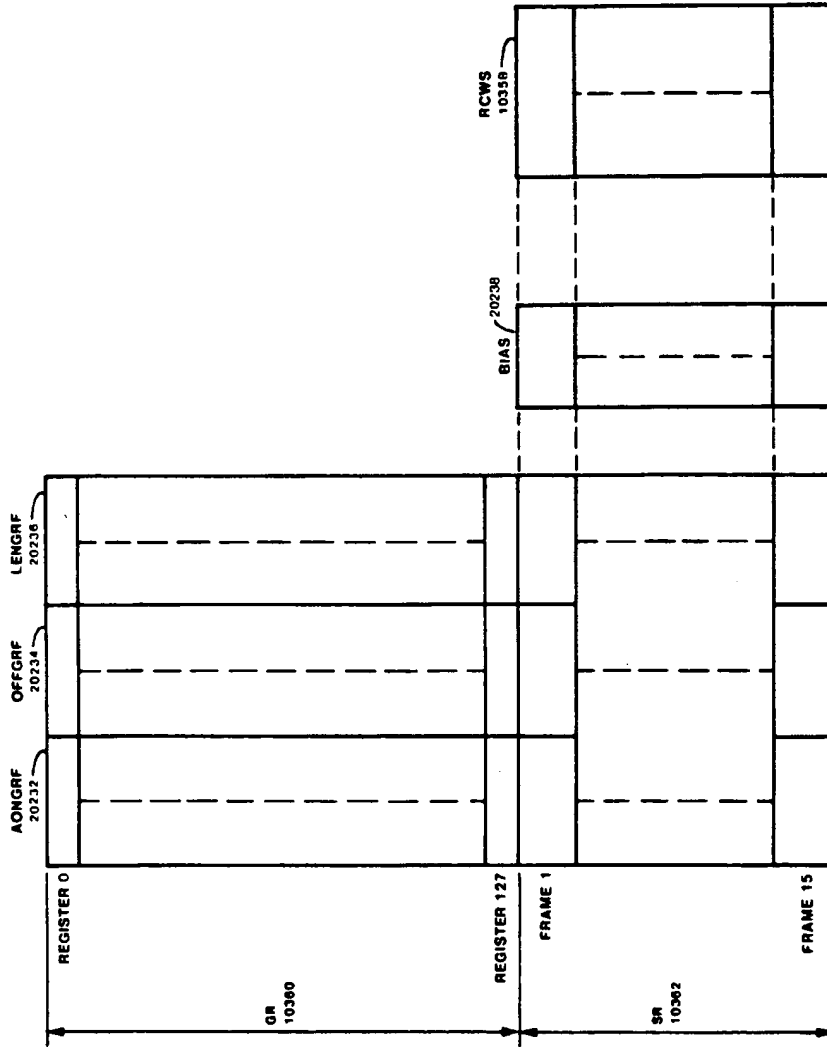 AONGRF
20232
OFFGRF
20234
LENGRF
20236
REGISTER 0
GR
10360
REGISTER 127
BIAS
20238
RCWS
10358
FRAME 1
SR
10362
FRAME 15